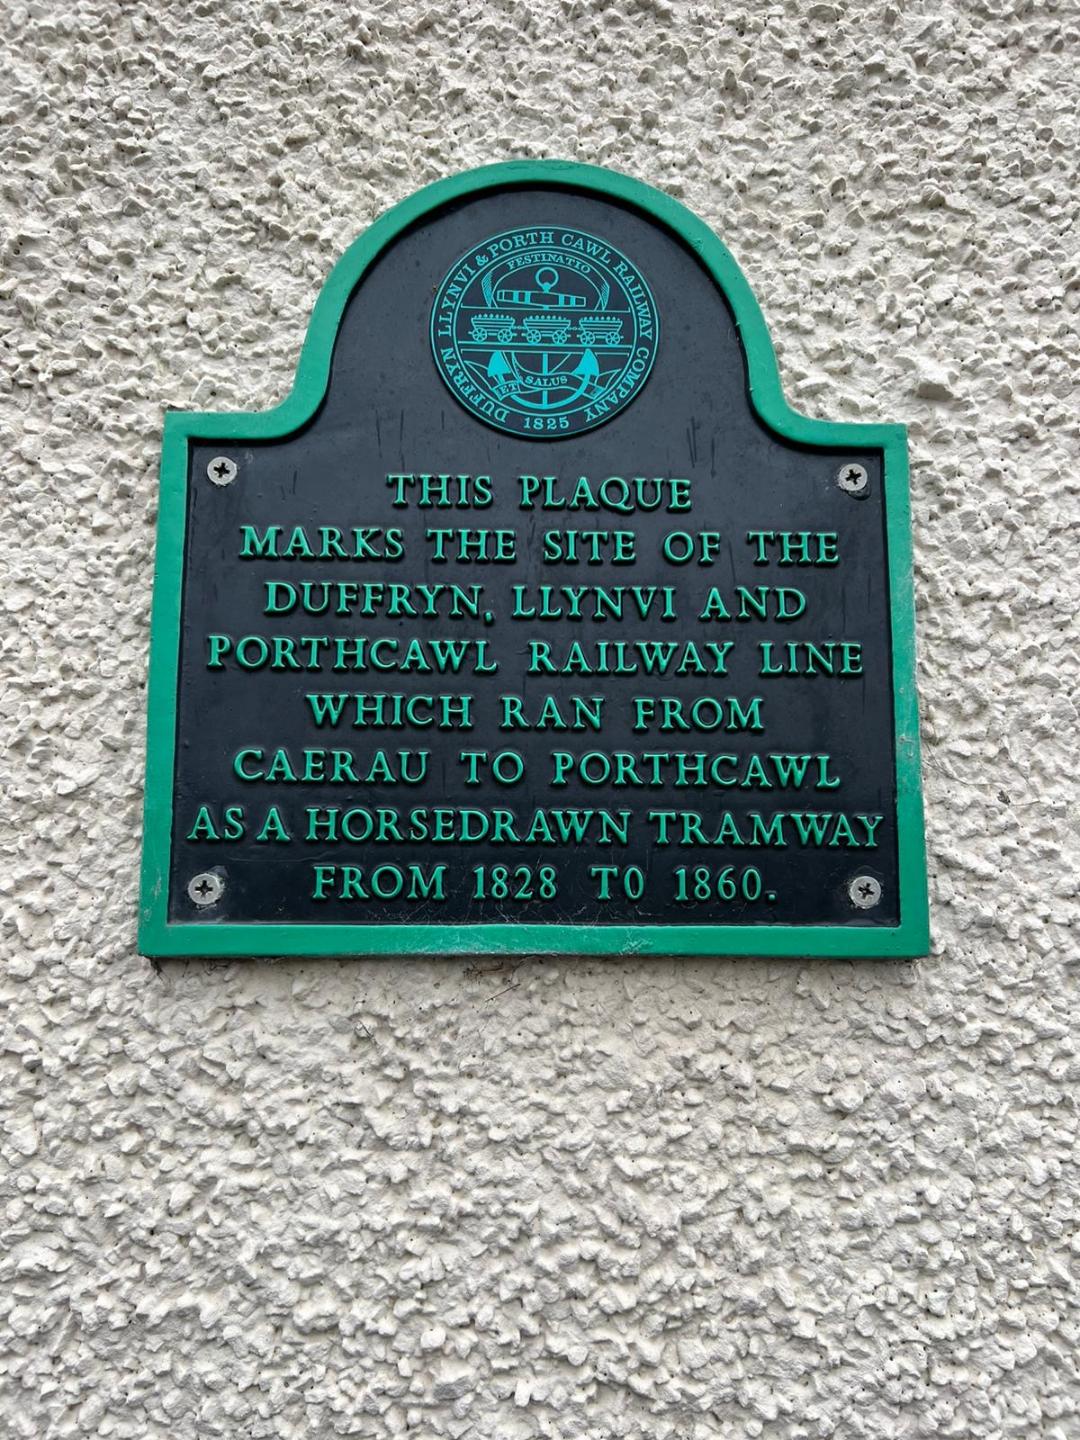 DUFFRYN LLYNVI & PORTH CAWL RAILWAY COMPANY
FESTINATIO
ET SALUS
1825
THIS PLAQUE
MARKS THE SITE OF THE
DUFFRYN, LLYNVI AND
PORTHCAWL RAILWAY LINE
WHICH RAN FROM
CAERAU TO PORTHCAWL
AS A HORSEDRAWN TRAMWAY
FROM 1828 TO 1860.